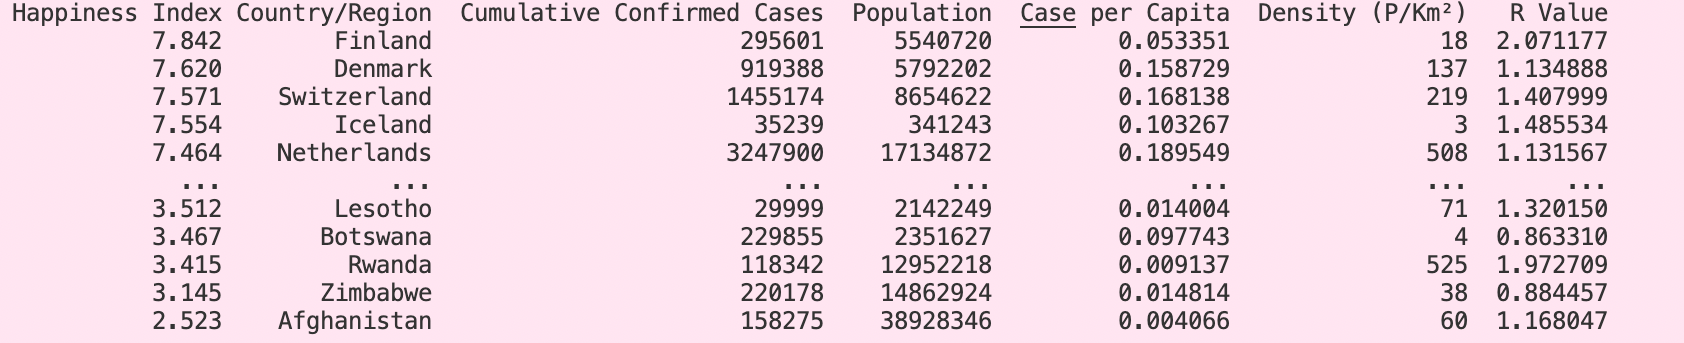 Happiness Index Country/Region Cumulative Confirmed Cases Population Case per Capita Density (P/Km²) R Value
7.842 Finland 295601 5540720 0.053351 18 2.071177
7.620 Denmark 919388 5792202 0.158729 137 1.134888
7.571 Switzerland 1455174 8654622 0.168138 219 1.407999
7.554 Iceland 35239 341243 0.103267 3 1.485534
7.464 Netherlands 3247900 17134872 0.189549 508 1.131567
... ... ... ... ... ... ...
3.512 Lesotho 29999 2142249 0.014004 71 1.320150
3.467 Botswana 229855 2351627 0.097743 4 0.863310
3.415 Rwanda 118342 12952218 0.009137 525 1.972709
3.145 Zimbabwe 220178 14862924 0.014814 38 0.884457
2.523 Afghanistan 158275 38928346 0.004066 60 1.168047